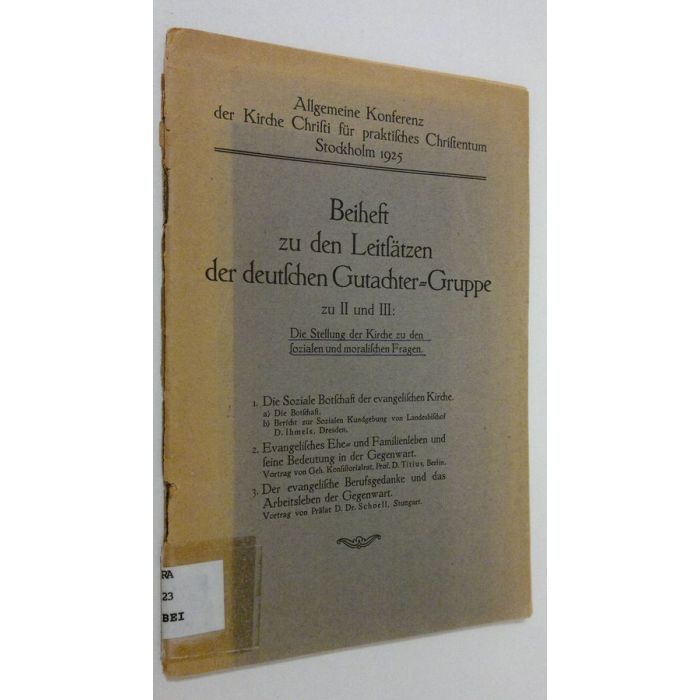 Allgemeine Konferenz
der Kirche Chriſti für praktiſches Chriſtentum
Stockholm 1925
Beiheft
zu den Leitſätzen
der deutſchen Gutachter=Gruppe
zu II und III:
Die Stellung der Kirche zu den
ſozialen und moraliſchen Fragen.
1. Die Soziale Botſchaft der evangeliſchen Kirche.
a) Die Botſchaft.
b) Bericht zur Sozialen Kundgebung von Landesbiſchof
D. Ihmels, Dresden.
2. Evangeliſches Ehe= und Familienleben und
ſeine Bedeutung in der Gegenwart.
Vortrag von Geh. Konſiſtorialrat, Prof. D. Titius, Berlin.
3. Der evangeliſche Berufsgedanke und das
Arbeitsleben der Gegenwart.
Vortrag von Prälat D. Dr. Schoell, Stuttgart.
RA
23
BEI